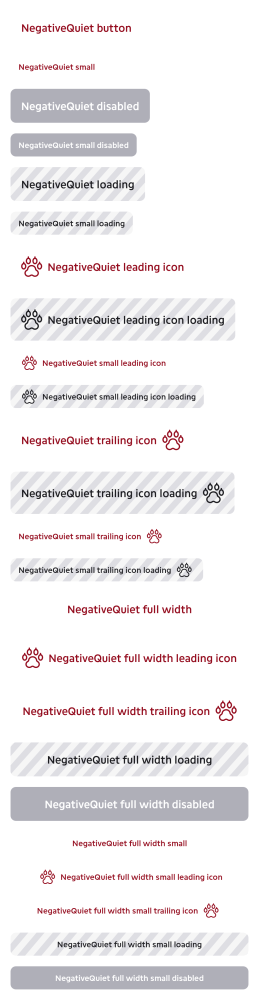 NegativeQuiet button
NegativeQuiet small
NegativeQuiet disabled
NegativeQuiet small disabled
NegativeQuiet loading
NegativeQuiet small loading
NegativeQuiet leading icon
NegativeQuiet leading icon loading
NegativeQuiet small leading icon
NegativeQuiet small leading icon loading
NegativeQuiet trailing icon
NegativeQuiet trailing icon loading
NegativeQuiet small trailing icon
NegativeQuiet small trailing icon loading
NegativeQuiet full width
NegativeQuiet full width leading icon
NegativeQuiet full width trailing icon
NegativeQuiet full width loading
NegativeQuiet full width disabled
NegativeQuiet full width small
NegativeQuiet full width small leading icon
NegativeQuiet full width small trailing icon
NegativeQuiet full width small loading
NegativeQuiet full width small disabled